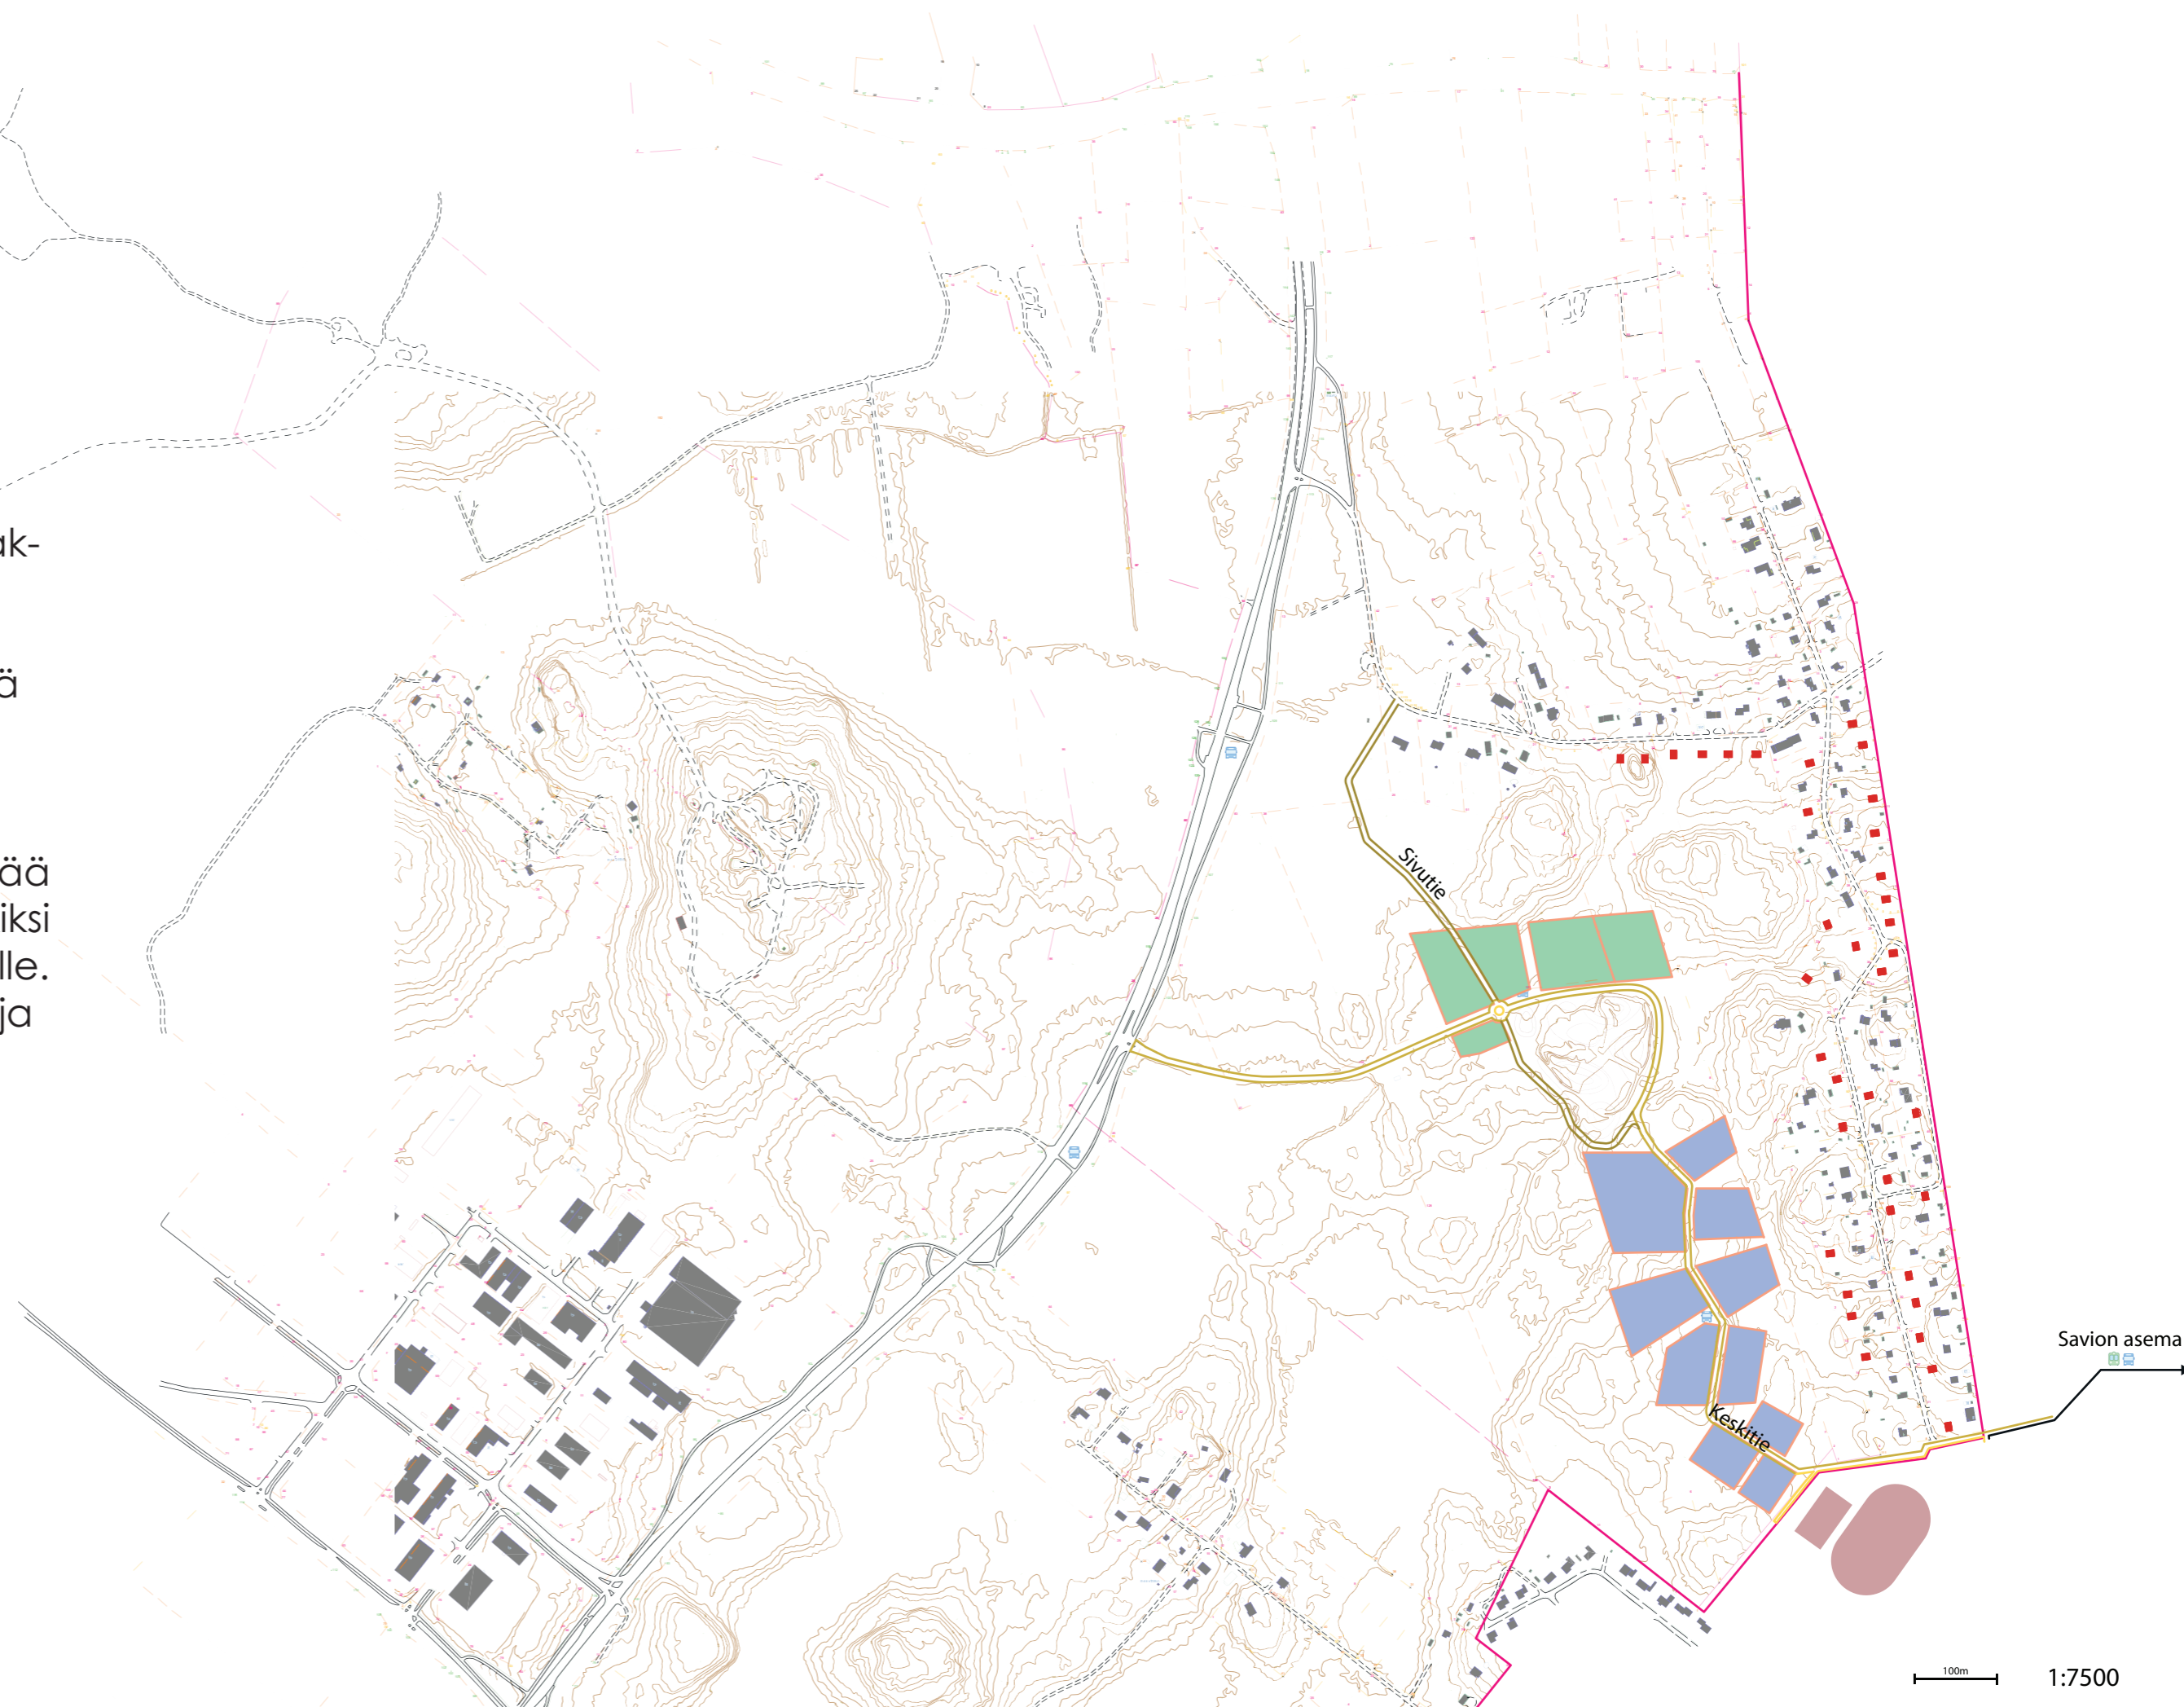 ak-
ä
ää
iksi
lle.
ja
Sivutie
Savion asema
Keskitie
100m
1:7500